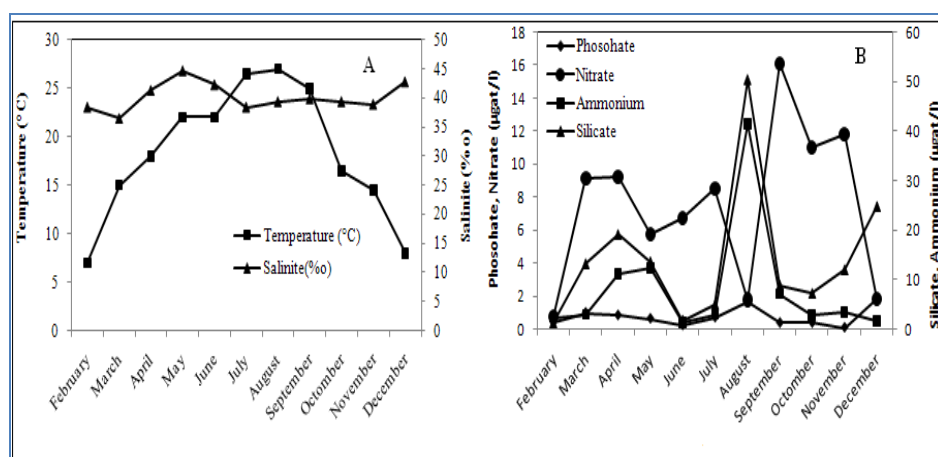 A
Temperature (°C)
30
25
20
15
10
5
0
Salinite (%o)
50
45
40
35
30
25
20
15
10
5
0
Temperature (°C)
Salinite(%o)
February
March
April
May
June
July
August
September
Octomber
November
December
B
Phosohate, Nitrate (µgat/l)
18
16
14
12
10
8
6
4
2
0
Silicate, Ammonium (µgat/l)
60
50
40
30
20
10
0
Phosohate
Nitrate
Ammonium
Silicate
February
March
April
May
June
July
August
September
Octomber
November
December